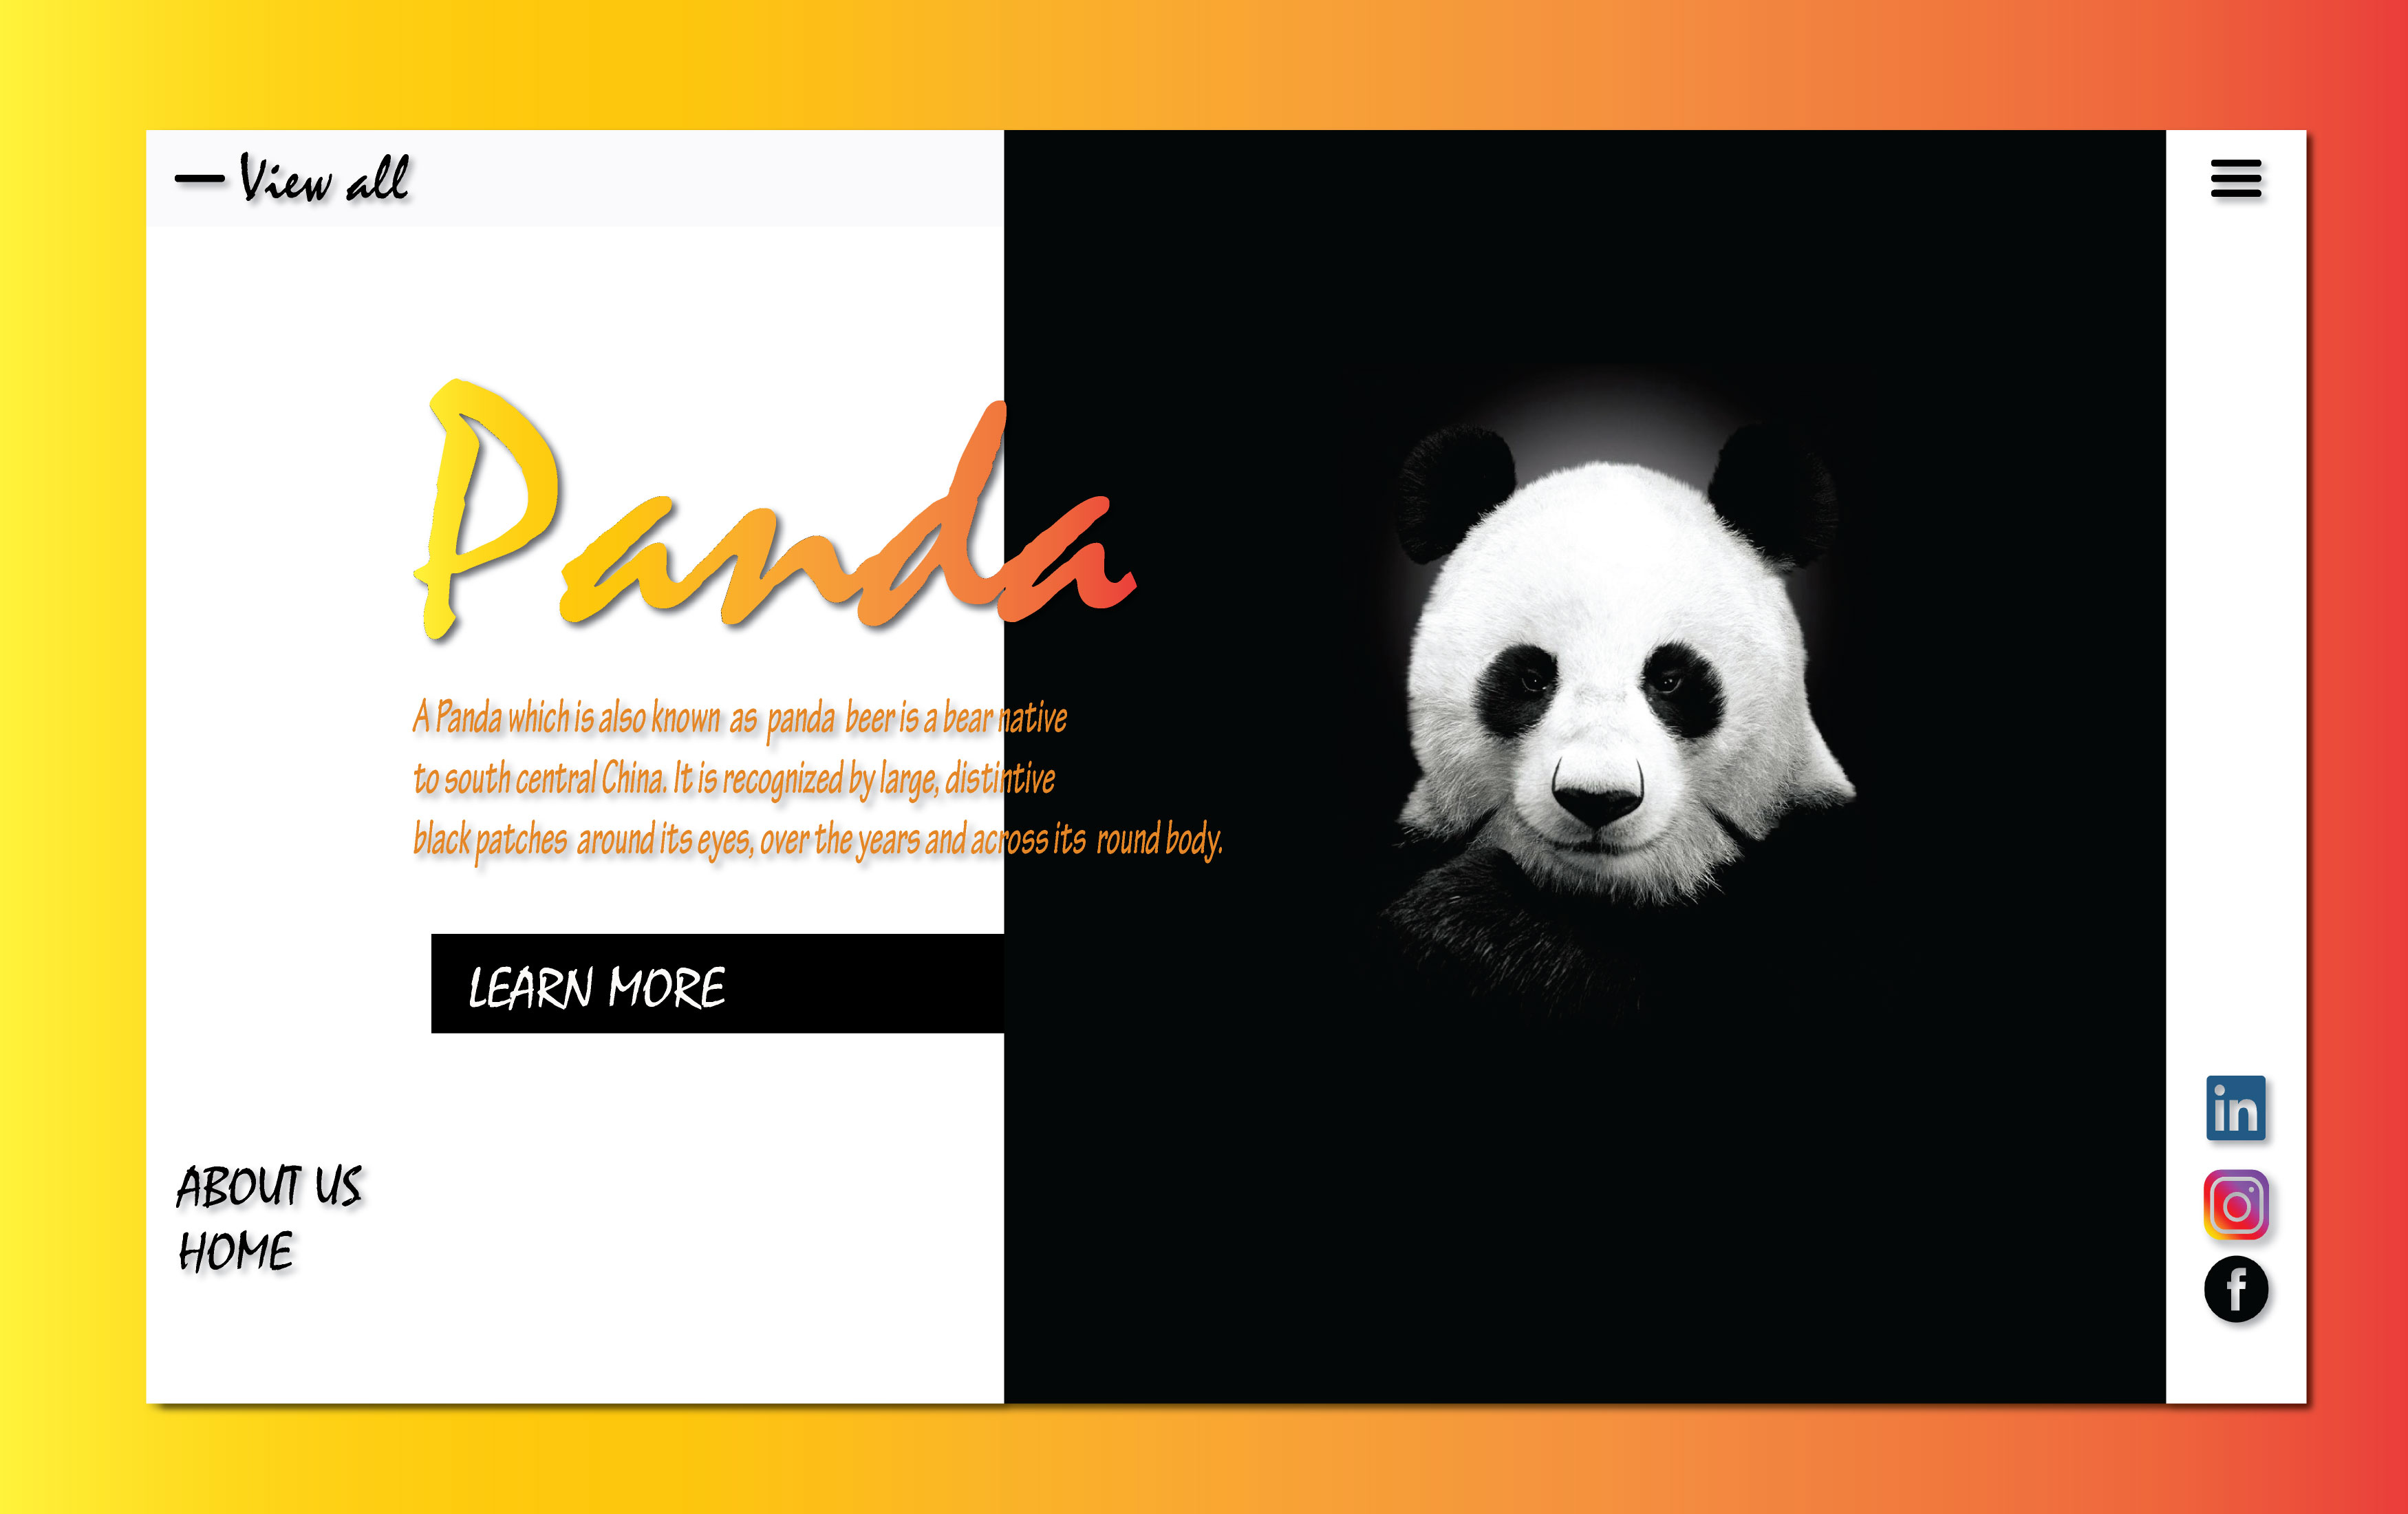 View all
Panda
A Panda which is also known as panda beer is a bear native
to south central China. It is recognized by large, distintive
black patches around its eyes, over the years and across its round body.
LEARN MORE
in
ABOUT US
HOME
f